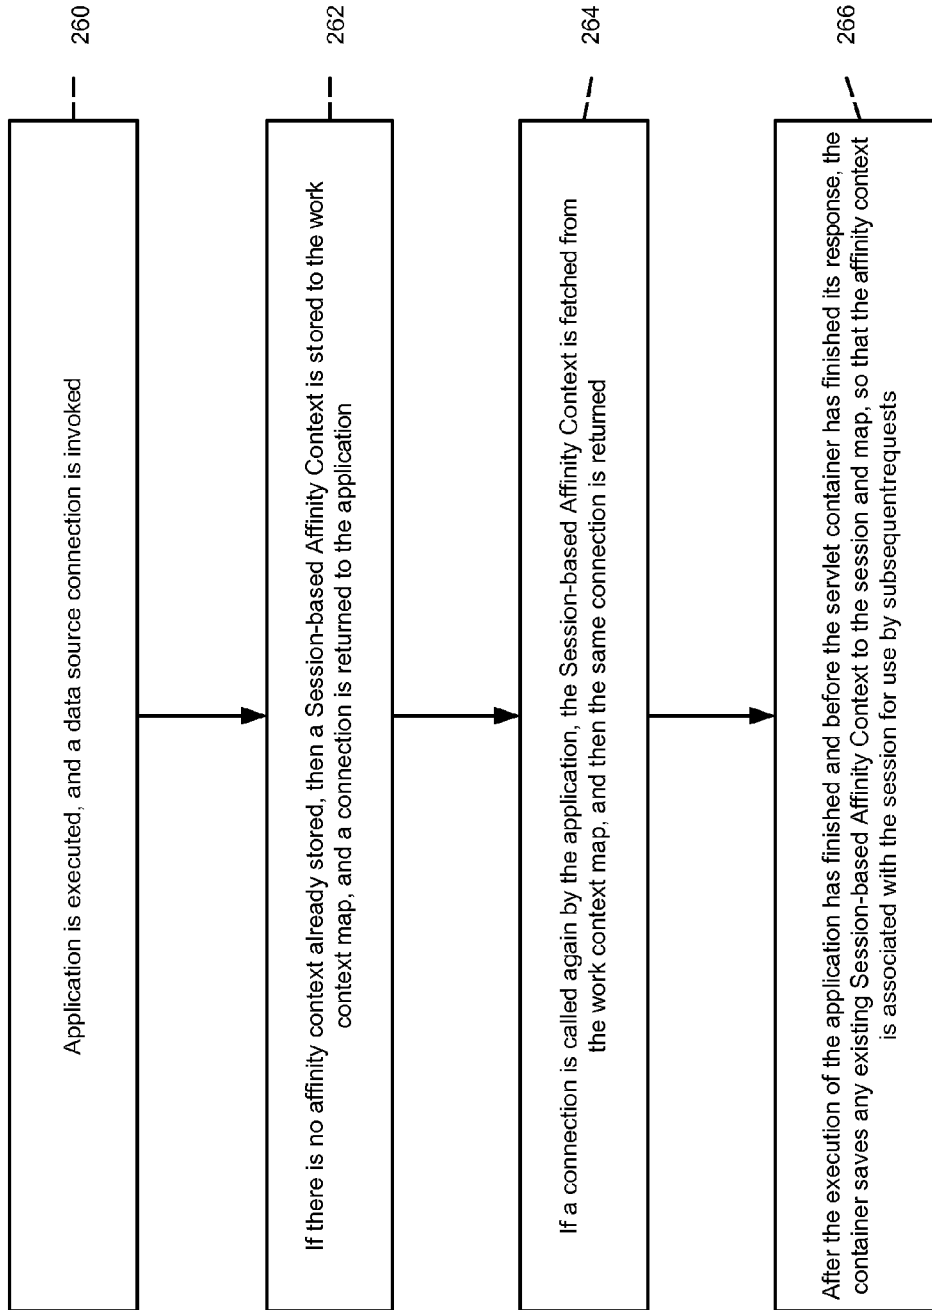 Application is executed, and a data source connection is invoked
260
If there is no affinity context already stored, then a Session-based Affinity Context is stored to the work
context map, and a connection is returned to the application
262
If a connection is called again by the application, the Session-based Affinity Context is fetched from
the work context map, and then the same connection is returned
264
After the execution of the application has finished and before the servlet container has finished its response, the
container saves any existing Session-based Affinity Context to the session and map, so that the affinity context
is associated with the session for use by subsequentrequests
266